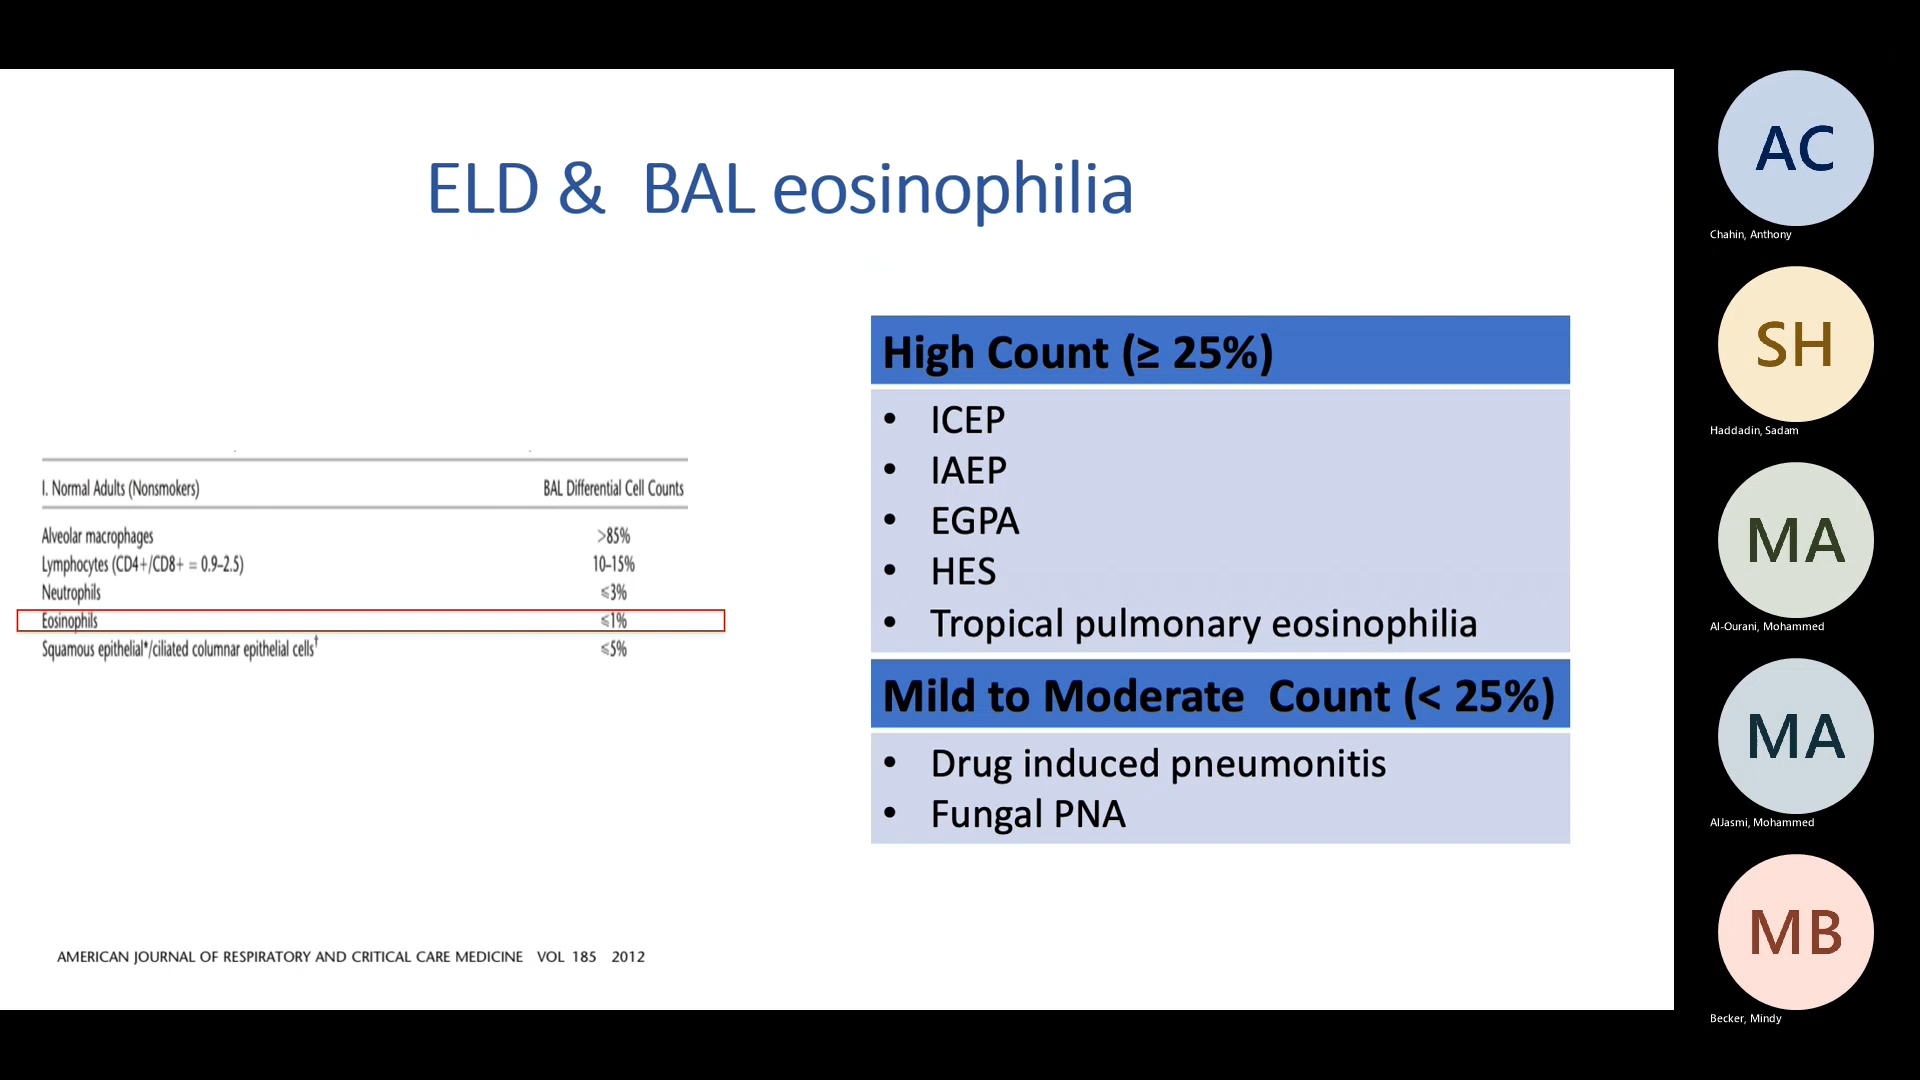 ELD & BAL eosinophilia
I. Normal Adults (Nonsmokers) BAL Differential Cell Counts
Alveolar macrophages >85%
Lymphocytes (CD4+/CD8+ = 0.9–2.5) 10–15%
Neutrophils ⩽3%
Eosinophils ⩽1%
Squamous epithelial*/ciliated columnar epithelial cells† ⩽5%
AMERICAN JOURNAL OF RESPIRATORY AND CRITICAL CARE MEDICINE VOL 185 2012
High Count (≥ 25%)
• ICEP
• IAEP
• EGPA
• HES
• Tropical pulmonary eosinophilia
Mild to Moderate Count (< 25%)
• Drug induced pneumonitis
• Fungal PNA
AC
Chahin, Anthony
SH
Haddadin, Sadam
MA
Al-Ourani, Mohammed
MA
AlJasmi, Mohammed
MB
Becker, Mindy